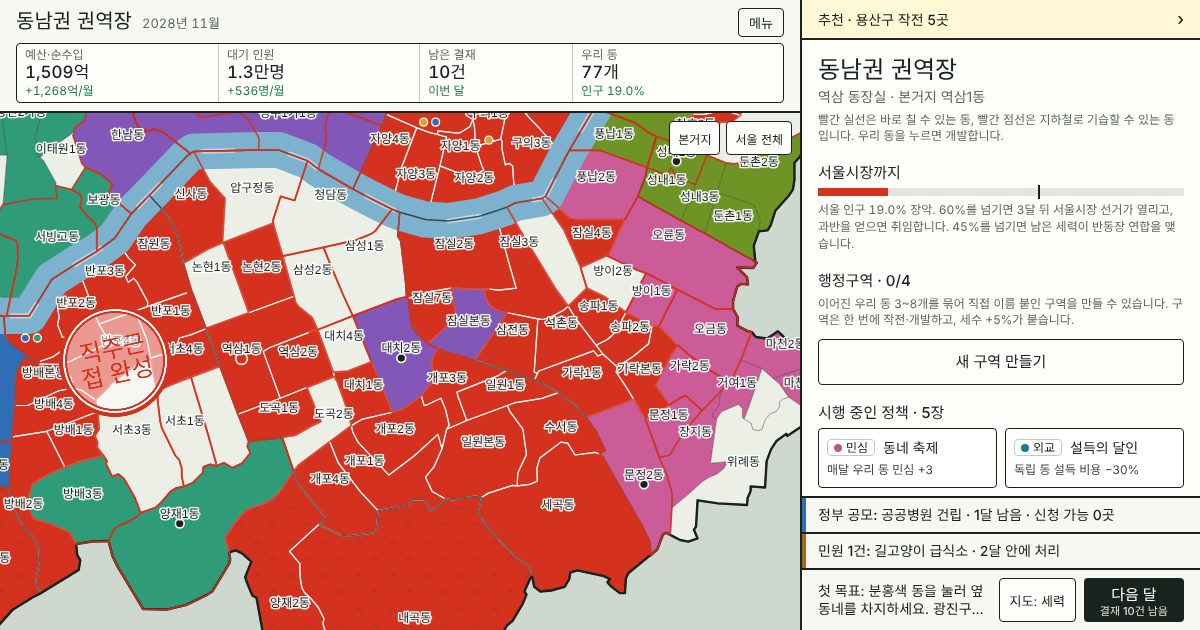 동남권 권역장 2028년 11월
메뉴
예산·순수입
1,509억
+1,268억/월
대기 인원
1.3만명
+536명/월
남은 결재
10건
이번 달
우리 동
77개
인구 19.0%
본거지
서울 전체
이태원1동
한남동
보광동
서빙고동
신사동
압구정동
청담동
자양4동
자양1동
구의3동
자양3동
자양2동
풍납1동
풍납2동
성내1동
성내3동
둔촌2동
둔촌1동
잠원동
반포3동
반포2동
반포1동
논현1동
논현2동
삼성1동
삼성2동
잠실2동
잠실3동
잠실4동
오륜동
방이2동
방이1동
잠실7동
잠실본동
삼전동
석촌동
송파1동
송파2동
오금동
마천2동
직주근
접 완성
서초4동
역삼1동
역삼2동
대치4동
대치2동
대치1동
개포3동
일원1동
가락1동
가락본동
가락2동
거여1동
방배본동
방배4동
방배1동
서초3동
서초1동
도곡1동
도곡2동
개포2동
일원본동
수서동
문정1동
장지동
위례동
개포1동
개포4동
문정2동
세곡동
방배2동
방배3동
양재1동
양재2동
내곡동
추천 · 용산구 작전 5곳 ›
동남권 권역장
역삼 동장실 · 본거지 역삼1동
빨간 실선은 바로 칠 수 있는 동, 빨간 점선은 지하철로 기습할 수 있는 동
입니다. 우리 동을 누르면 개발합니다.
서울시장까지
서울 인구 19.0% 장악. 60%를 넘기면 3달 뒤 서울시장 선거가 열리고,
과반을 얻으면 취임합니다. 45%를 넘기면 남은 세력이 반동장 연합을 맺
습니다.
행정구역 · 0/4
이어진 우리 동 3~8개를 묶어 직접 이름 붙인 구역을 만들 수 있습니다. 구
역은 한 번에 작전·개발하고, 세수 +5%가 붙습니다.
새 구역 만들기
시행 중인 정책 · 5장
민심 동네 축제
매달 우리 동 민심 +3
외교 설득의 달인
독립 동 설득 비용 −30%
정부 공모: 공공병원 건립 · 1달 남음 · 신청 가능 0곳
민원 1건: 길고양이 급식소 · 2달 안에 처리
첫 목표: 분홍색 동을 눌러 옆
동네를 차지하세요. 광진구...
지도: 세력
다음 달
결재 10건 남음